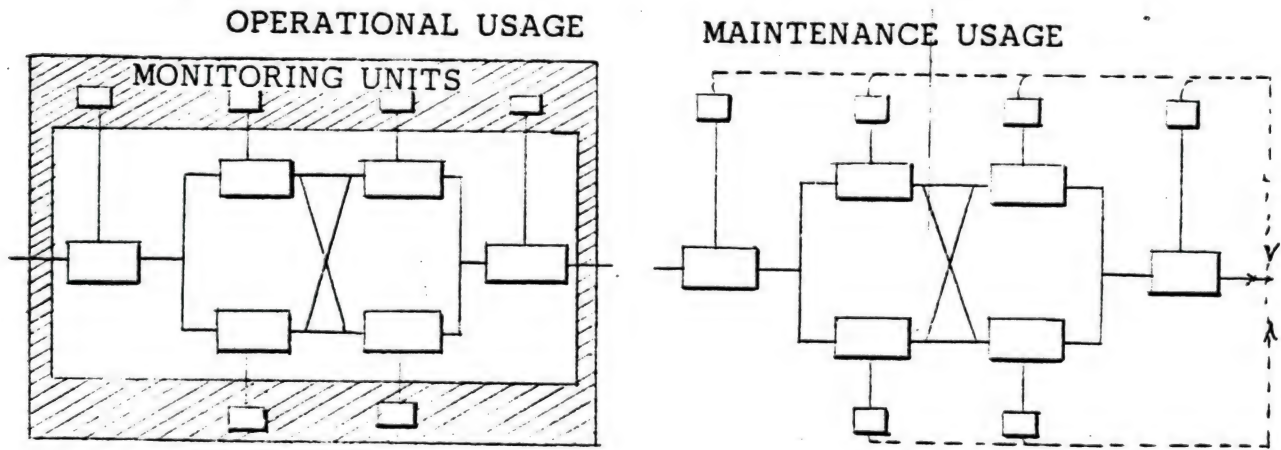 OPERATIONAL USAGE
MAINTENANCE USAGE
MONITORING UNITS